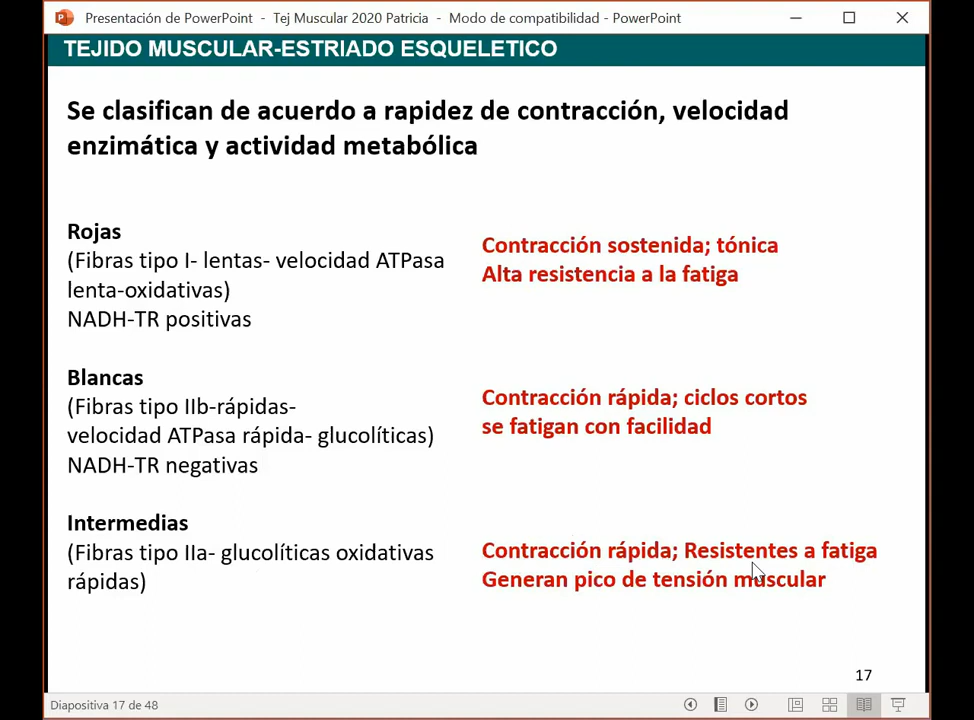 Presentación de PowerPoint - Tej Muscular 2020 Patricia - Modo de compatibilidad - PowerPoint
TEJIDO MUSCULAR-ESTRIADO ESQUELETICO
Se clasifican de acuerdo a rapidez de contracción, velocidad
enzimática y actividad metabólica
Rojas
(Fibras tipo I- lentas- velocidad ATPasa
lenta-oxidativas)
NADH-TR positivas
Contracción sostenida; tónica
Alta resistencia a la fatiga
Blancas
(Fibras tipo IIb-rápidas-
velocidad ATPasa rápida- glucolíticas)
NADH-TR negativas
Contracción rápida; ciclos cortos
se fatigan con facilidad
Intermedias
(Fibras tipo IIa- glucolíticas oxidativas
rápidas)
Contracción rápida; Resistentes a fatiga
Generan pico de tensión muscular
17
Diapositiva 17 de 48